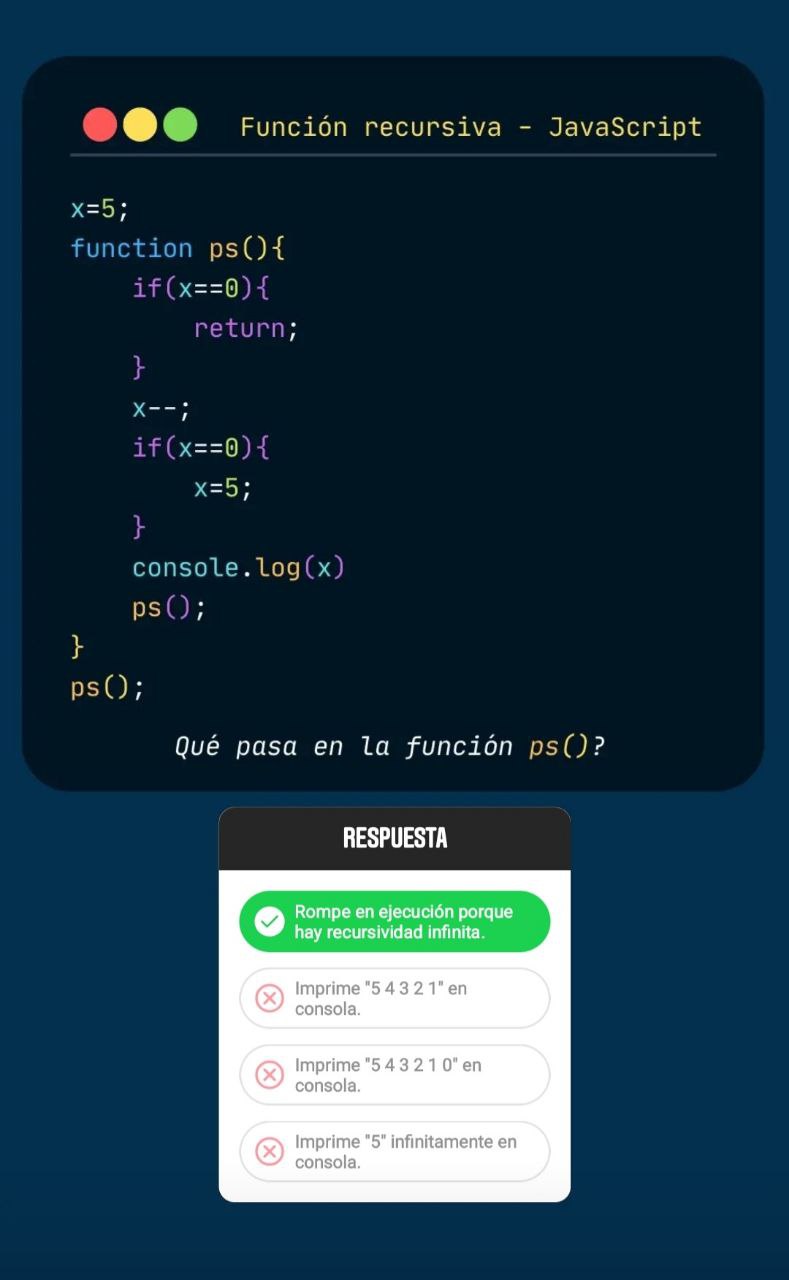 Función recursiva - JavaScript
x=5;
function ps(){
    if(x==0){
        return;
    }
    x--;
    if(x==0){
        x=5;
    }
    console.log(x)
    ps();
}
ps();
Qué pasa en la función ps()?
RESPUESTA
Rompe en ejecución porque
hay recursividad infinita.
Imprime "5 4 3 2 1" en
consola.
Imprime "5 4 3 2 1 0" en
consola.
Imprime "5" infinitamente en
consola.